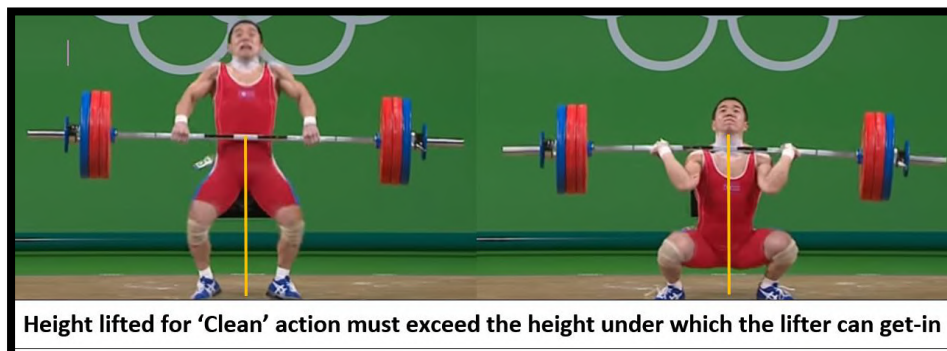 Height lifted for ‘Clean’ action must exceed the height under which the lifter can get-in